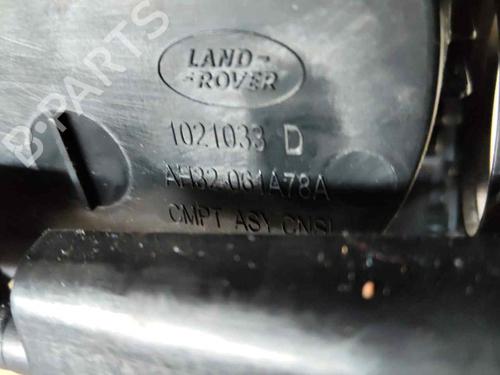 B-PARTS
LAND-
-ROVER
1021033 D
AH32-061A78A
CMPT ASY CNSL